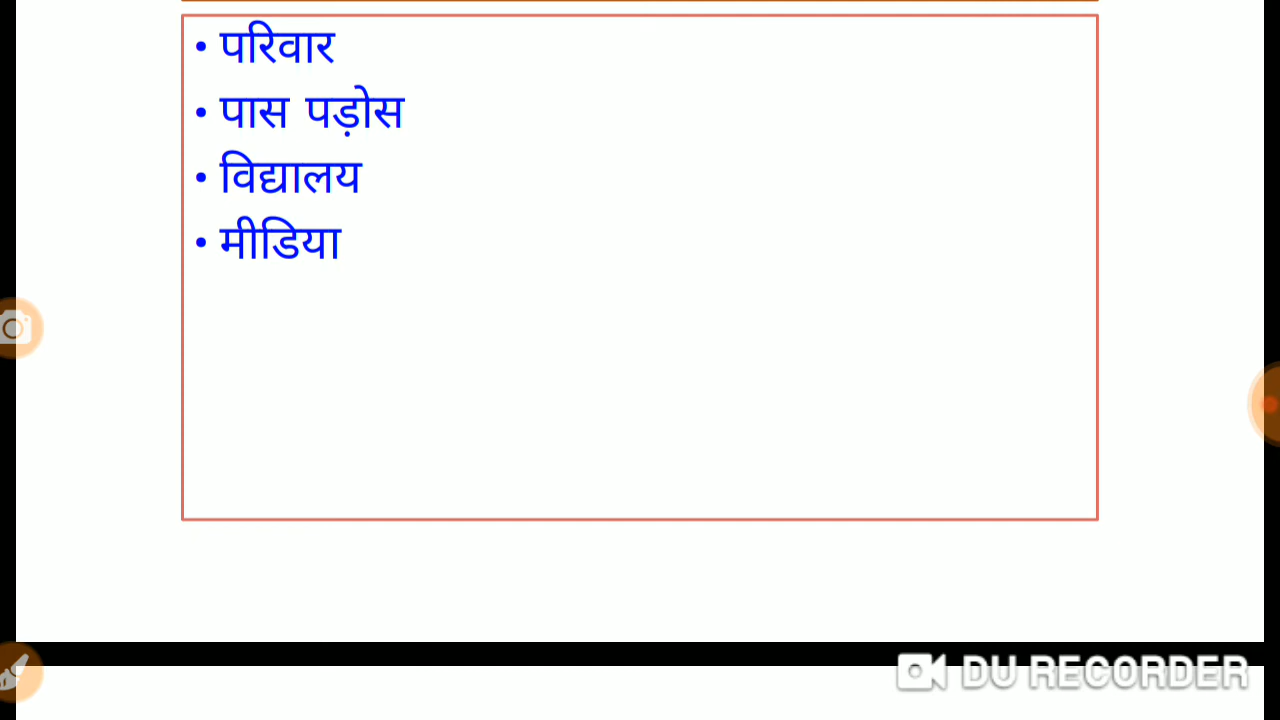 • परिवार
• पास पड़ोस
• विद्यालय
• मीडिया
DU RECORDER